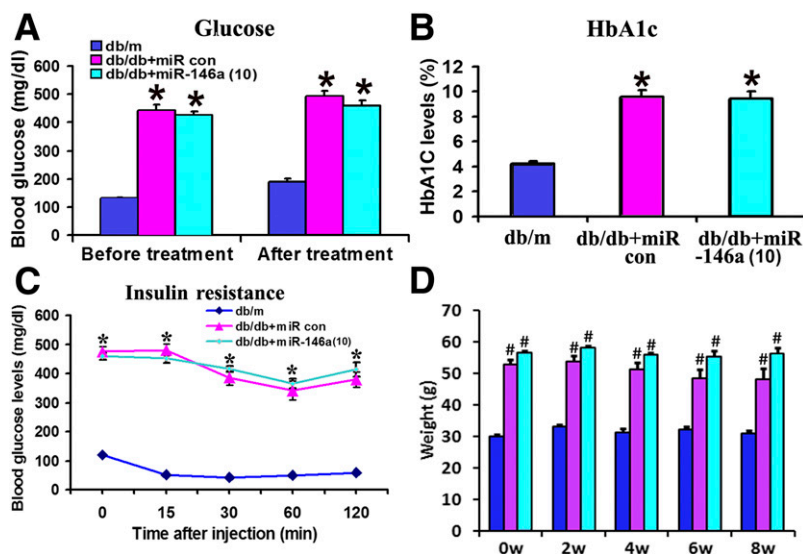 A
Glucose
db/m
db/db+miR con
db/db+miR-146a (10)
Blood glucose (mg/dl)
600
500
400
300
200
100
0
* * * *
Before treatment After treatment
B
HbA1c
HbA1C levels (%)
12
10
8
6
4
2
0
* *
db/m db/db+miR con db/db+miR -146a (10)
C
Insulin resistance
db/m
db/db+miR con
db/db+miR-146a(10)
Blood glucose levels (mg/dl)
600
500
400
300
200
100
0
* * * * *
0 15 30 60 120
Time after injection (min)
D
Weight (g)
70
60
50
40
30
20
10
0
# # # # # # # # # #
0w 2w 4w 6w 8w